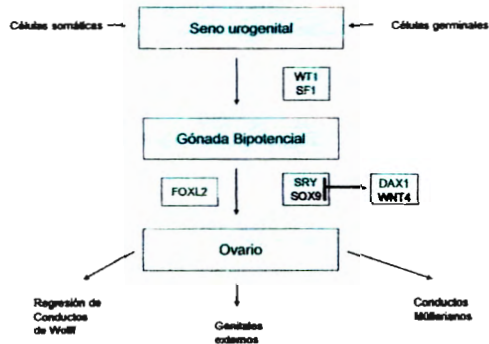 Células somáticas
Seno urogenital
Células germinales
WT1
SF1
Gónada Bipotencial
FOXL2
SRY
SOX9
DAX1
WNT4
Ovario
Regresión de
Conductos
de Wolff
Genitales
externos
Conductos
Müllerianos